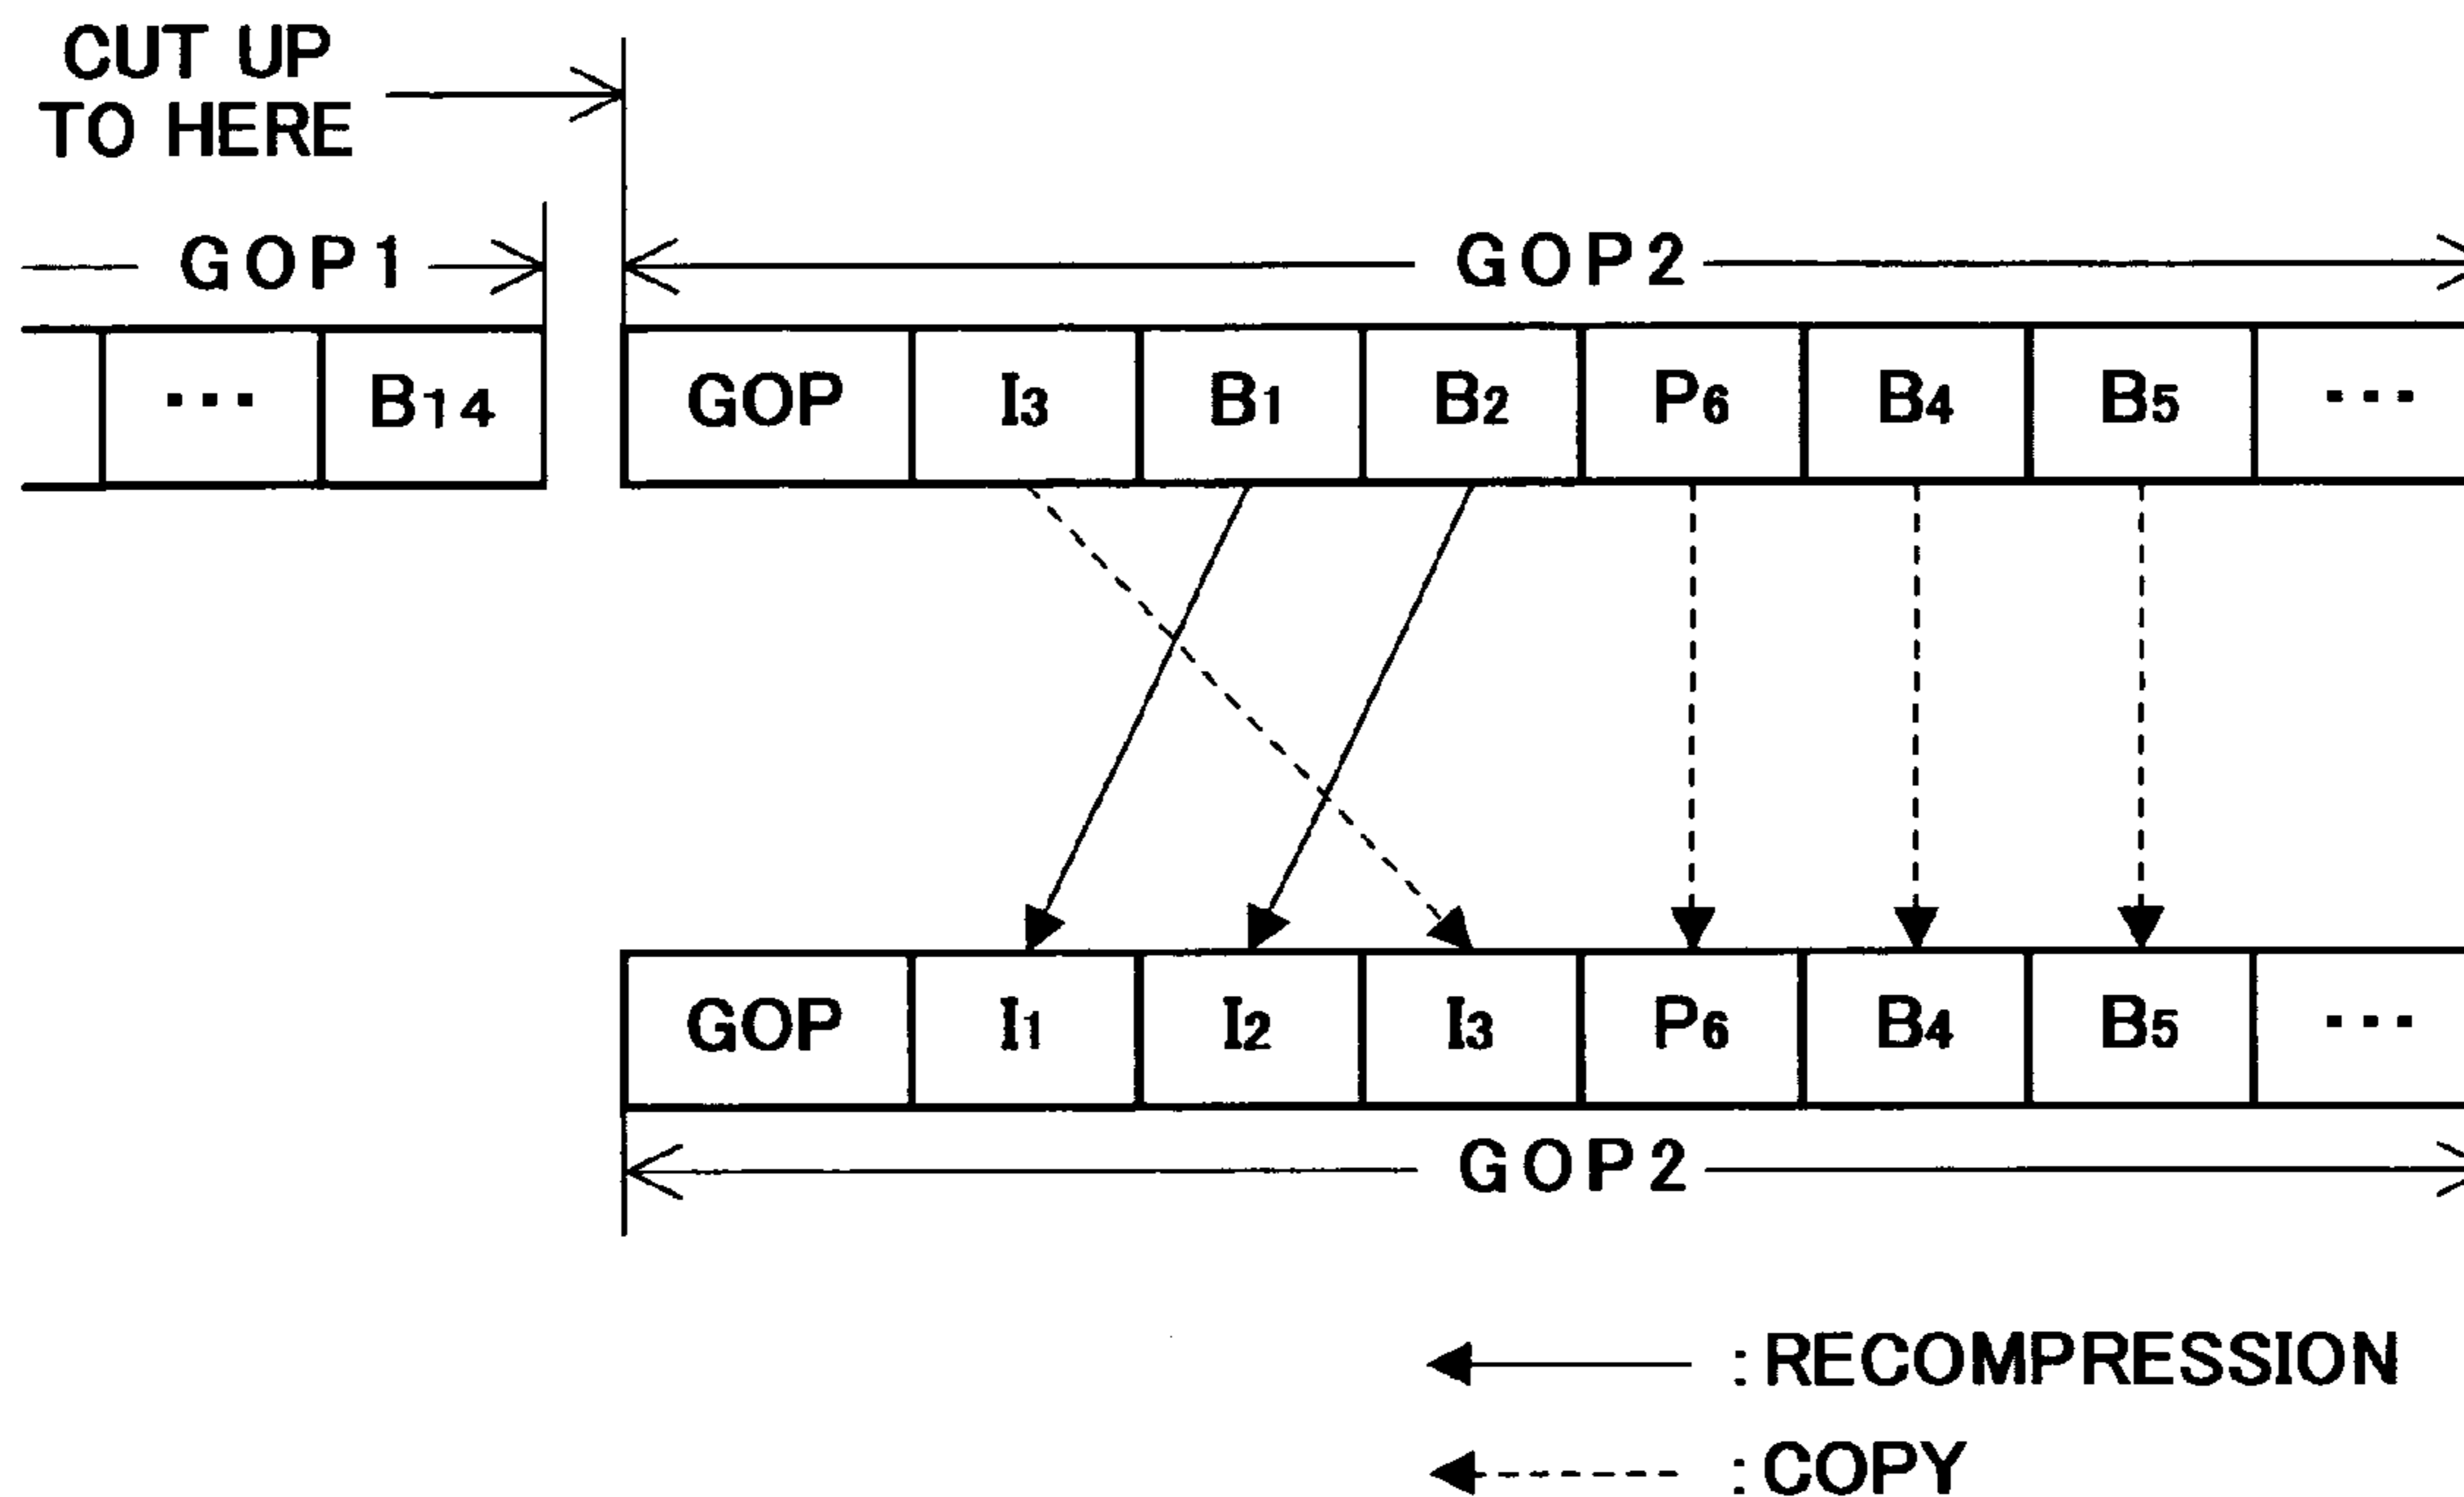 CUT UP
TO HERE
GOP1
GOP2
... B14 GOP I3 B1 B2 P6 B4 B5 ...
GOP I1 I2 I3 P6 B4 B5 ...
GOP2
:RECOMPRESSION
:COPY